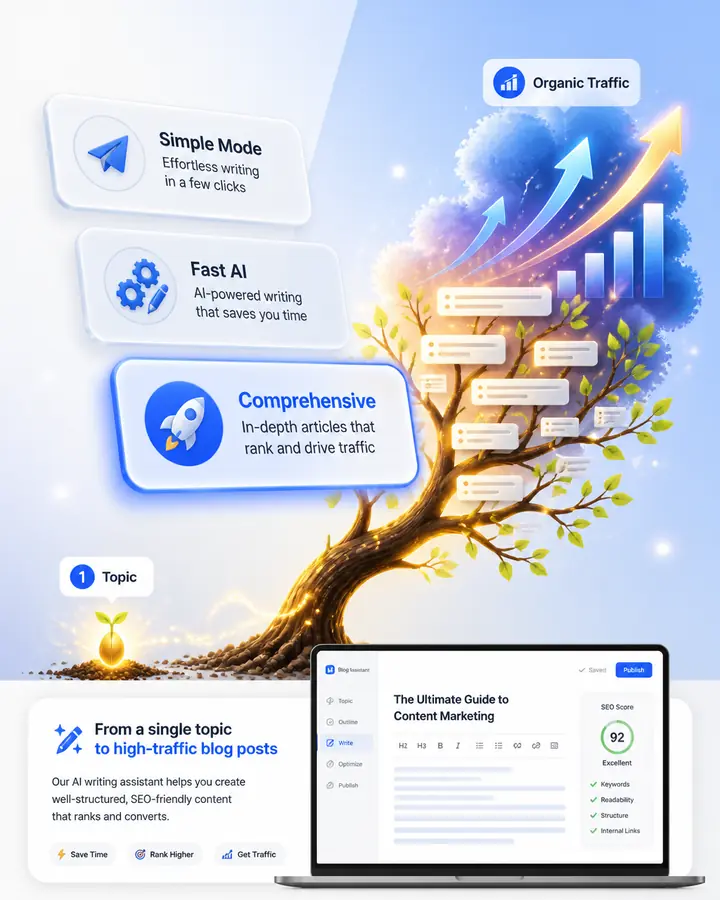 Organic Traffic
Simple Mode
Effortless writing
in a few clicks
Fast AI
AI-powered writing
that saves you time
Comprehensive
In-depth articles that
rank and drive traffic
1 Topic
From a single topic
to high-traffic blog posts
Our AI writing assistant helps you create
well-structured, SEO-friendly content
that ranks and converts.
Save Time
Rank Higher
Get Traffic
Blog Assistant
Saved
Publish
Topic
Outline
Write
Optimize
Publish
The Ultimate Guide to
Content Marketing
H2 H3 B I
SEO Score
92
Excellent
Keywords
Readability
Structure
Internal Links